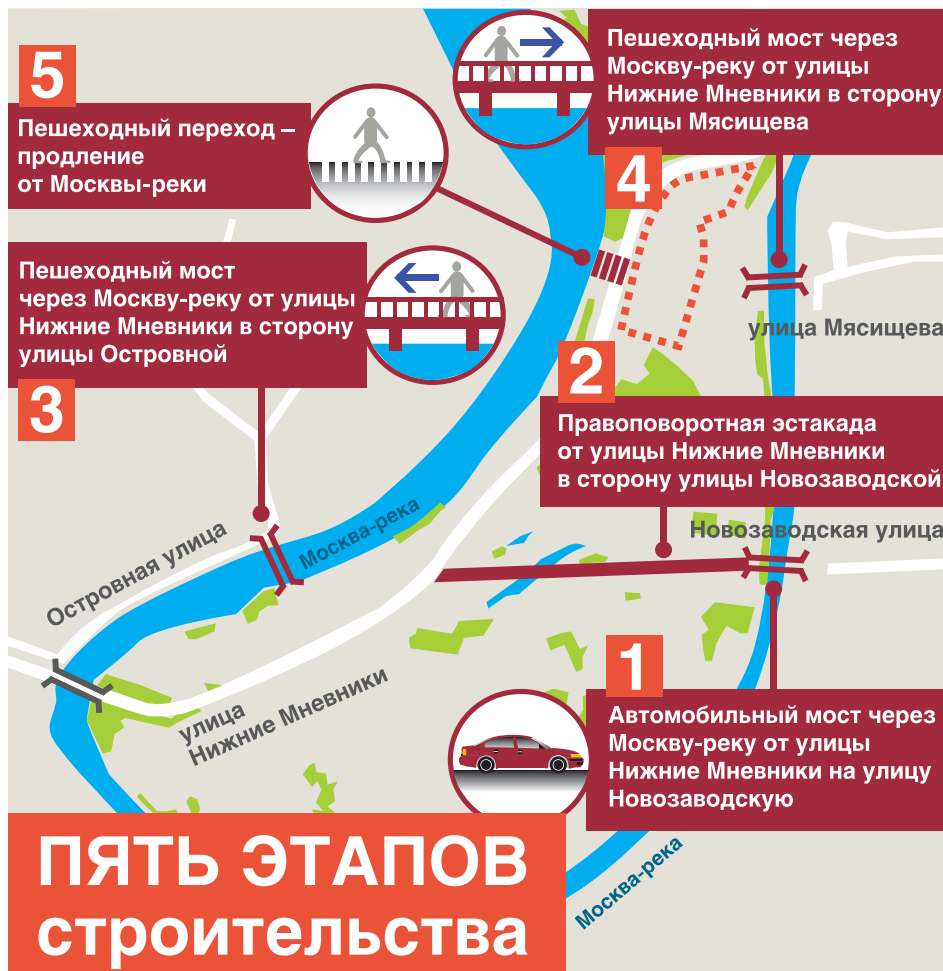 5
Пешеходный переход –
продление
от Москвы-реки
Пешеходный мост через
Москву-реку от улицы
Нижние Мневники в сторону
улицы Мясищева
4
Пешеходный мост
через Москву-реку от улицы
Нижние Мневники в сторону
улицы Островной
3
улица Мясищева
2
Правоповоротная эстакада
от улицы Нижние Мневники
в сторону улицы Новозаводской
Новозаводская улица
Москва-река
Островная улица
улица
Нижние Мневники
1
Автомобильный мост через
Москву-реку от улицы
Нижние Мневники на улицу
Новозаводскую
Москва-река
ПЯТЬ ЭТАПОВ
строительства